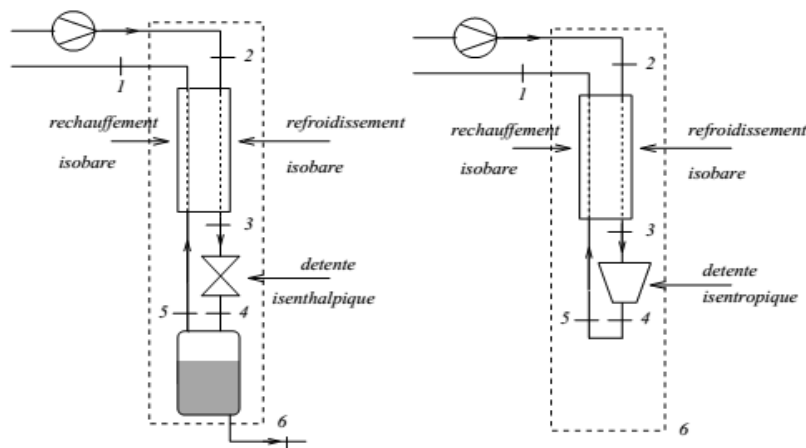 2
1
rechauffement
isobare
refroidissement
isobare
3
detente
isenthalpique
5
4
6
2
1
rechauffement
isobare
refroidissement
isobare
3
detente
isentropique
5
4
6